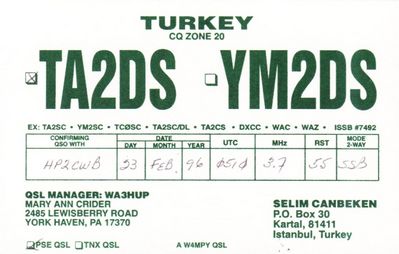 TURKEY
CQ ZONE 20
TA2DS YM2DS
EX: TA2SC • YM2SC • TCØSC • TA2SC/DL • TA2CS • DXCC • WAC • WAZ • ISSB #7492
CONFIRMING QSO WITH DATE DAY MONTH YEAR UTC MHz RST MODE 2-WAY
HP2CWB 23 FEB. 96 Ø51Ø 3.7 55 SSB
QSL MANAGER: WA3HUP
MARY ANN CRIDER
2485 LEWISBERRY ROAD
YORK HAVEN, PA 17370
SELIM CANBEKEN
P.O. Box 30
Kartal, 81411
Istanbul, Turkey
PSE QSL TNX QSL A W4MPY QSL